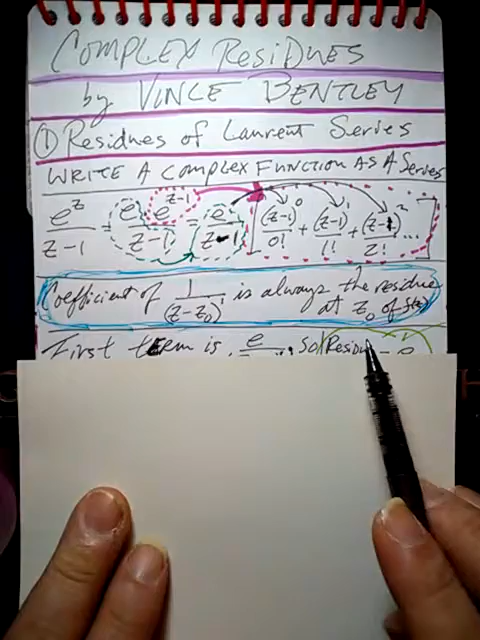 COMPLEX ResiDUES
by VINCE BENTLEY
① Residues of Laurent Series
WRITE A COMPLEX FUNCTION AS A Series
e^z/(z-1) = e e^(z-1)/(z-1) = e/(z-1) [(z-1)^0/0! + (z-1)^1/1! + (z-1)^2/2! ...]
Coefficient of 1/(z-z₀) is always the residue
at z₀ of f(z)
First term is e, so Residu = e